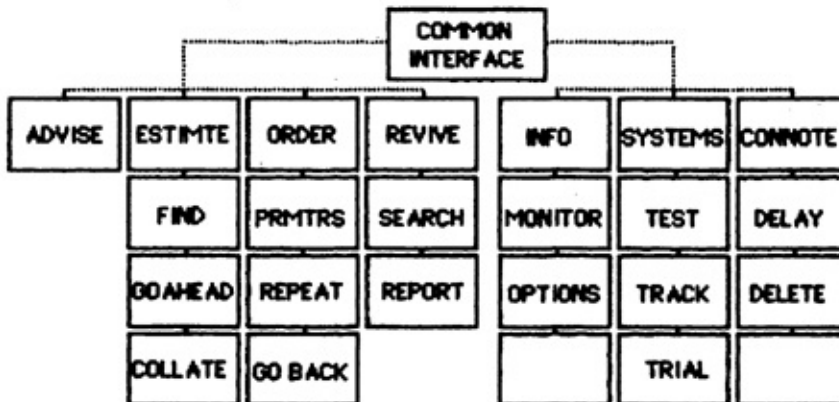 COMMON
INTERFACE
ADVISE ESTIMTE ORDER REVIVE INFO SYSTEMS CONNOTE
FIND PRMTRS SEARCH MONITOR TEST DELAY
GOAHEAD REPEAT REPORT OPTIONS TRACK DELETE
COLLATE GO BACK TRIAL